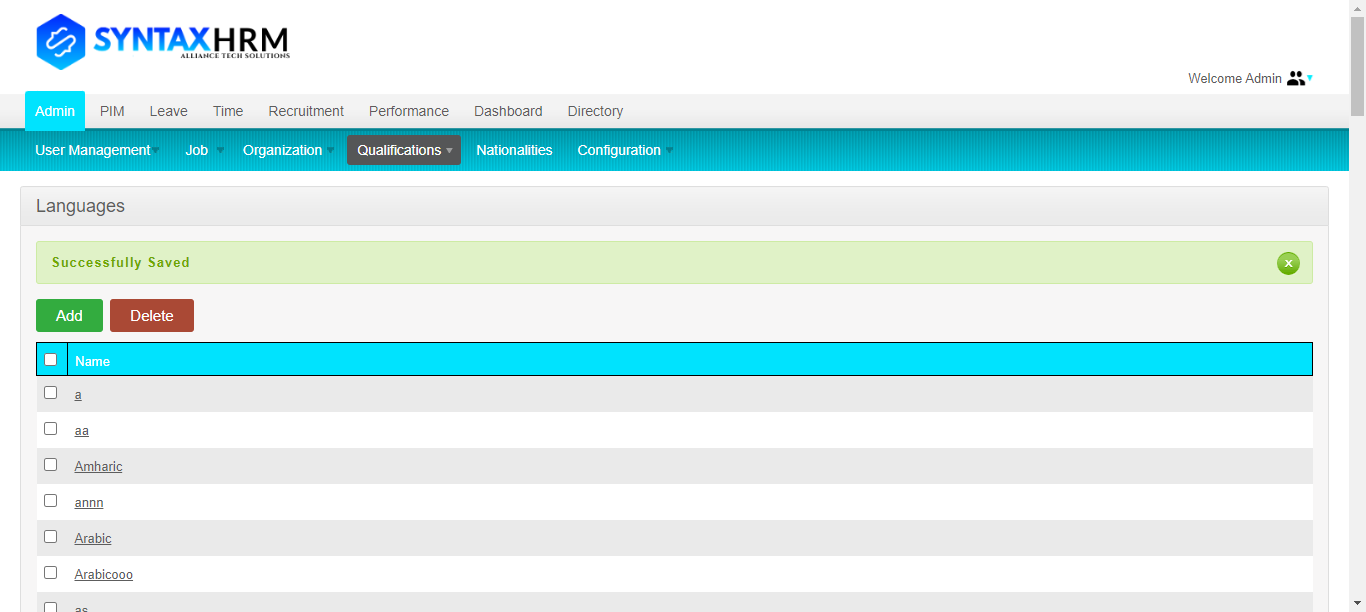 SYNTAXHRM
ALLIANCE TECH SOLUTIONS
Welcome Admin
Admin PIM Leave Time Recruitment Performance Dashboard Directory
User Management Job Organization Qualifications Nationalities Configuration
Languages
Successfully Saved
x
Add Delete
Name
a
aa
Amharic
annn
Arabic
Arabicooo
as